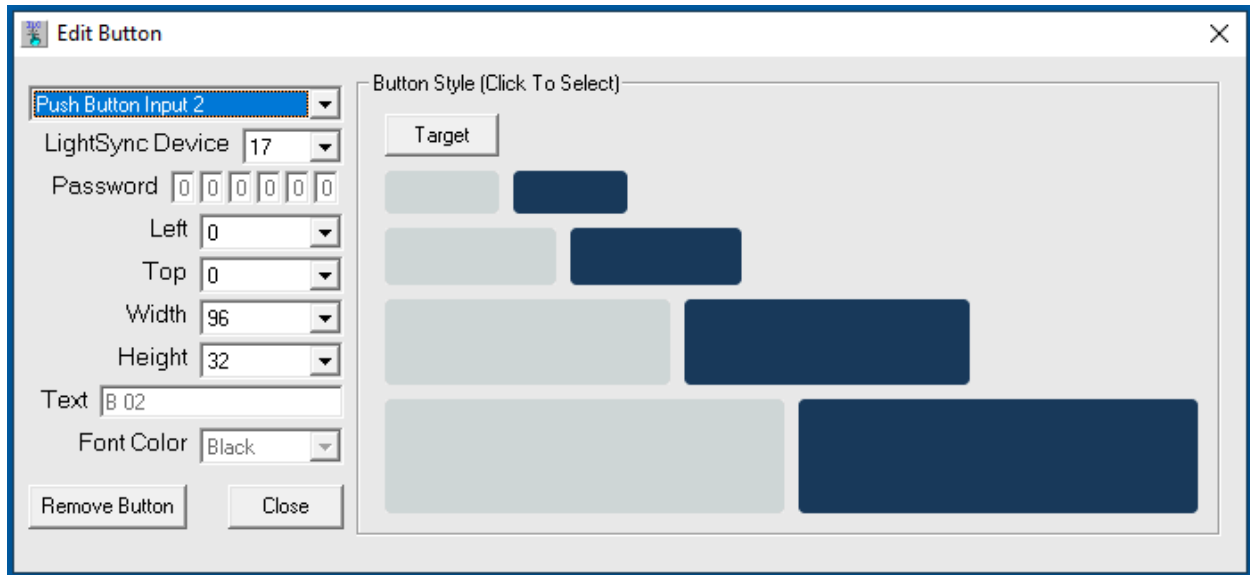 Edit Button
Push Button Input 2
LightSync Device 17
Password 0 0 0 0 0 0
Left 0
Top 0
Width 96
Height 32
Text B 02
Font Color Black
Remove Button Close
Button Style (Click To Select)
Target